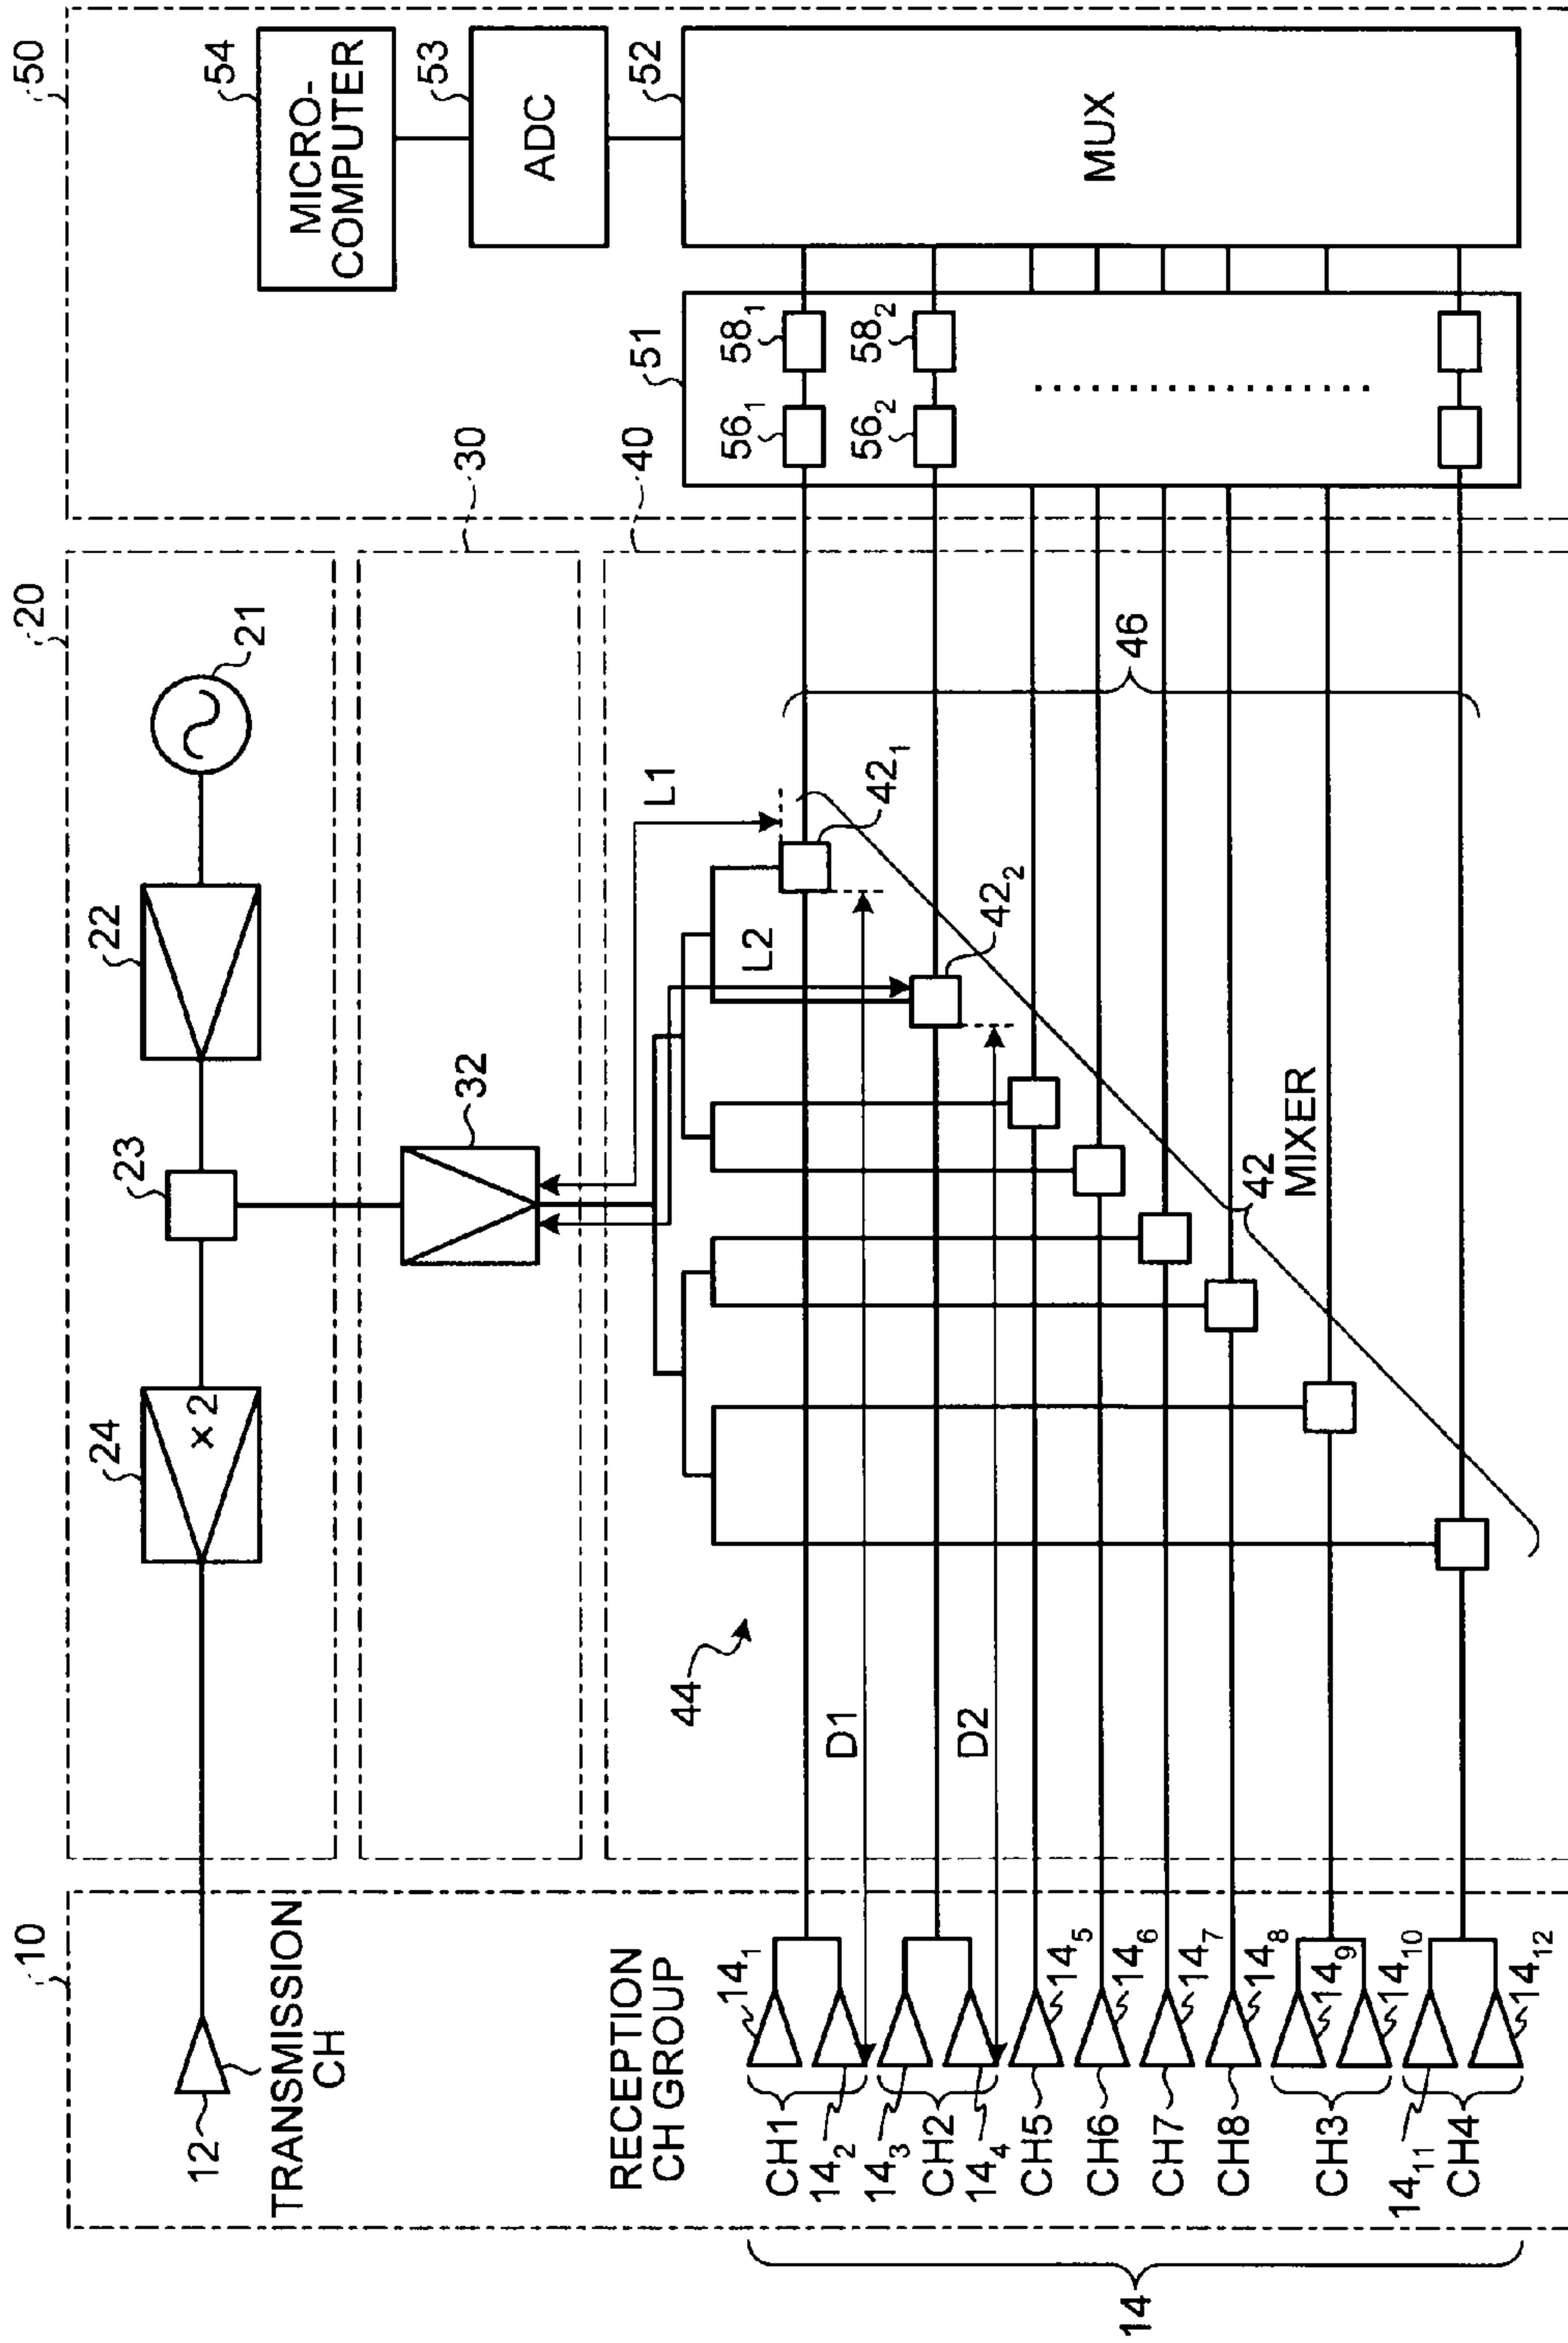 10
20
50
12
TRANSMISSION
CH
24
× 2
23
22
21
54
MICRO-
COMPUTER
30
32
53
ADC
40
51
52
MUX
RECEPTION
CH GROUP
14
CH1
14₁
14₂
CH2
14₃
14₄
CH5
14₅
CH6
14₆
CH7
14₇
CH8
14₈
CH3
14₉
14₁₀
CH4
14₁₁
14₁₂
44
D1
D2
L1
L2
42₁
42₂
42
MIXER
46
56₁
58₁
56₂
58₂